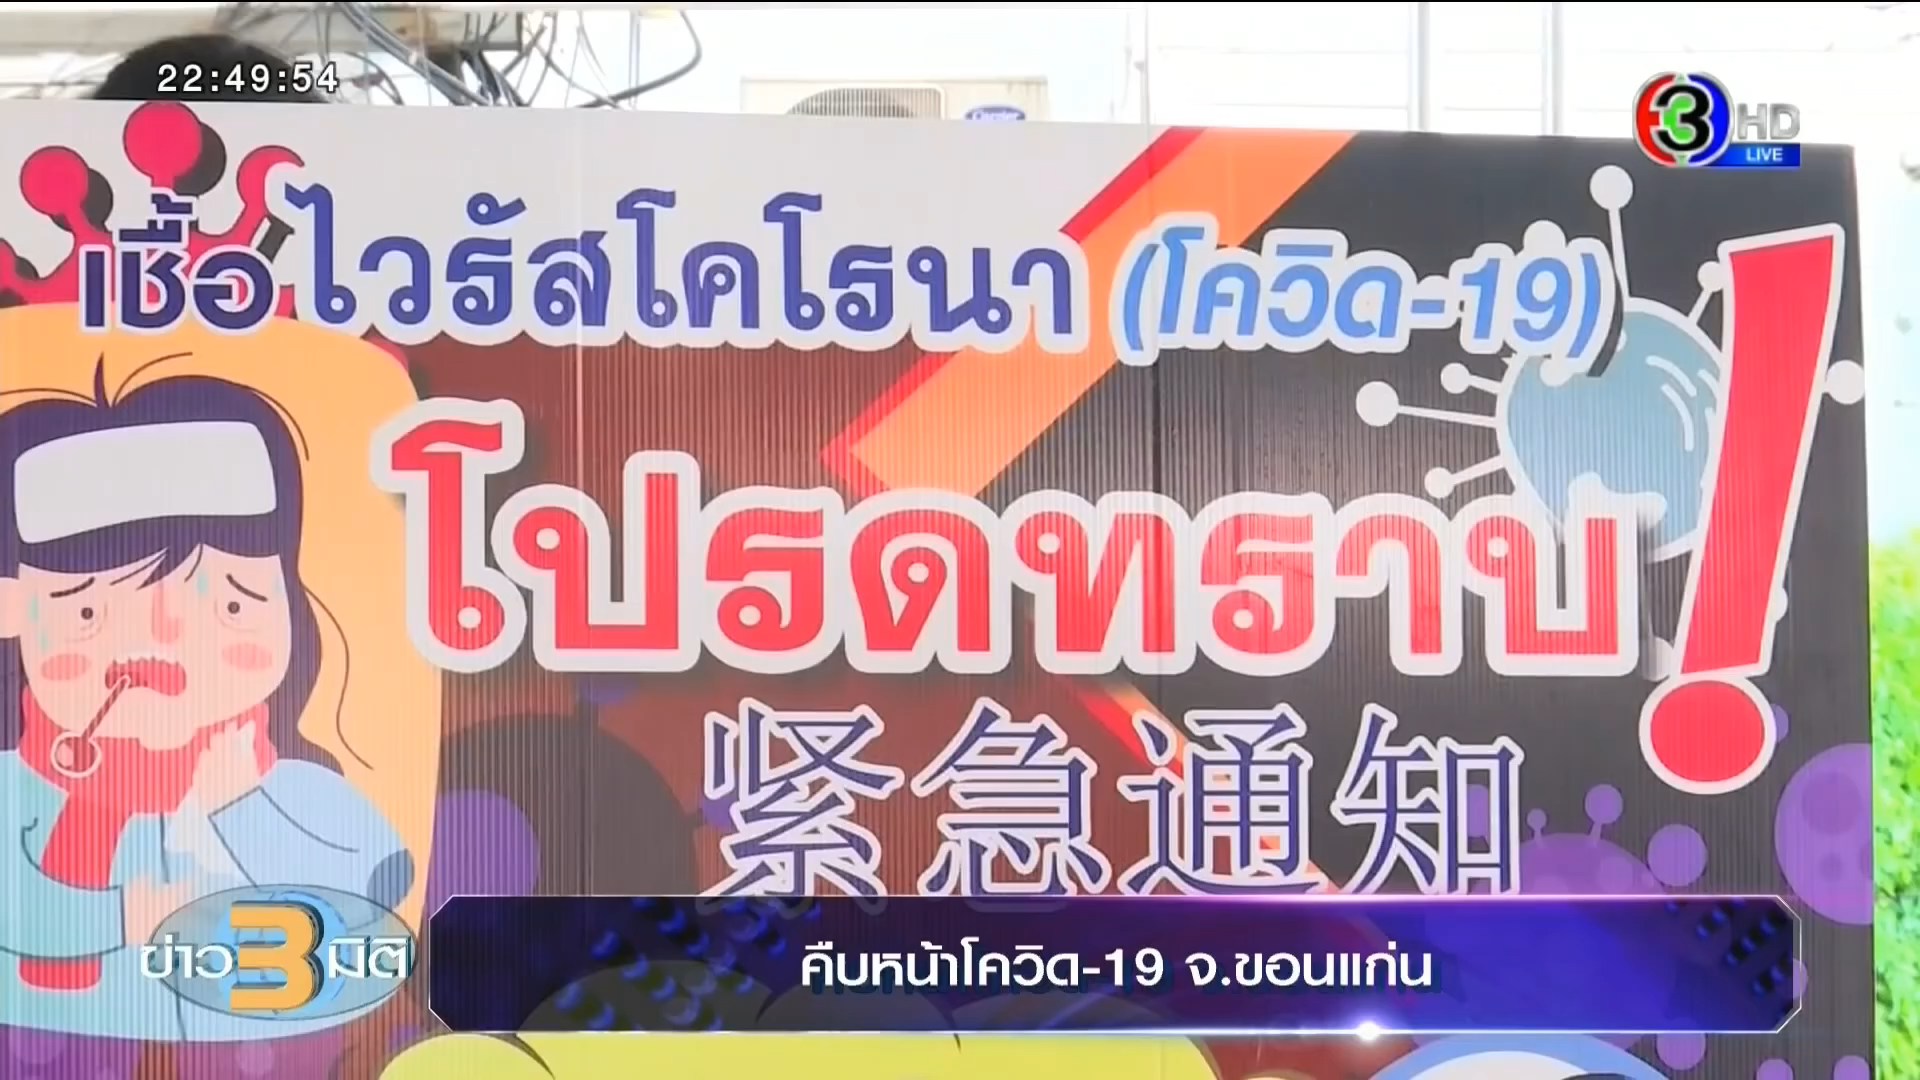 22:49:54
3 HD
LIVE
Carrier
เชื้อไวรัสโคโรนา (โควิด-19)
โปรดทราบ!
紧急通知
ข่าว 3 มิติ
คืบหน้าโควิด-19 จ.ขอนแก่น